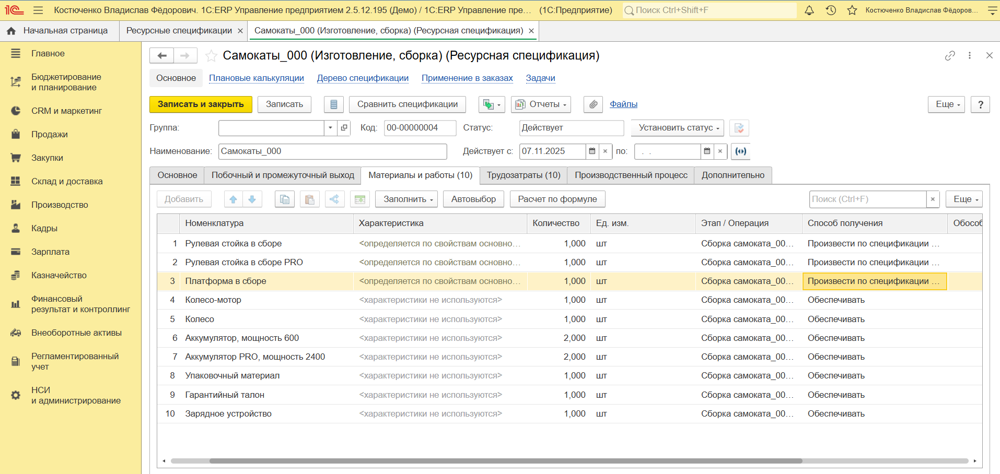 1С Костюченко Владислав Фёдорович. 1С:ERP Управление предприятием 2.5.12.195 (Демо) / 1С:ERP Управление пре... (1С:Предприятие) Поиск Ctrl+Shift+F Костюченко Владислав Фёдоров...
Начальная страница Ресурсные спецификации × Самокаты_000 (Изготовление, сборка) (Ресурсная спецификация) ×
Главное
Бюджетирование
и планирование
CRM и маркетинг
Продажи
Закупки
Склад и доставка
Производство
Кадры
Зарплата
Казначейство
Финансовый
результат и контроллинг
Внеоборотные активы
Регламентированный
учет
НСИ
и администрирование
Самокаты_000 (Изготовление, сборка) (Ресурсная спецификация)
Основное Плановые калькуляции Дерево спецификации Применение в заказах Задачи
Записать и закрыть Записать Сравнить спецификации Отчеты Файлы Еще ?
Группа: Код: 00-00000004 Статус: Действует Установить статус
Наименование: Самокаты_000 Действует с: 07.11.2025 по: . .
Основное Побочный и промежуточный выход Материалы и работы (10) Трудозатраты (10) Производственный процесс Дополнительно
Добавить Заполнить Автовыбор Расчет по формуле Поиск (Ctrl+F) × Еще
Номенклатура Характеристика Количество Ед. изм. Этап / Операция Способ получения Обособ
1 Рулевая стойка в сборе <определяется по свойствам основно... 1,000 шт Сборка самоката_00... Произвести по спецификации ...
2 Рулевая стойка в сборе PRO <определяется по свойствам основно... 1,000 шт Сборка самоката_00... Произвести по спецификации ...
3 Платформа в сборе <определяется по свойствам основно... 1,000 шт Сборка самоката_00... Произвести по спецификации ...
4 Колесо-мотор <характеристики не используются> 1,000 шт Сборка самоката_00... Обеспечивать
5 Колесо <характеристики не используются> 1,000 шт Сборка самоката_00... Обеспечивать
6 Аккумулятор, мощность 600 <характеристики не используются> 2,000 шт Сборка самоката_00... Обеспечивать
7 Аккумулятор PRO, мощность 2400 <характеристики не используются> 2,000 шт Сборка самоката_00... Обеспечивать
8 Упаковочный материал <характеристики не используются> 1,000 шт Сборка самоката_00... Обеспечивать
9 Гарантийный талон <характеристики не используются> 1,000 шт Сборка самоката_00... Обеспечивать
10 Зарядное устройство <характеристики не используются> 1,000 шт Сборка самоката_00... Обеспечивать